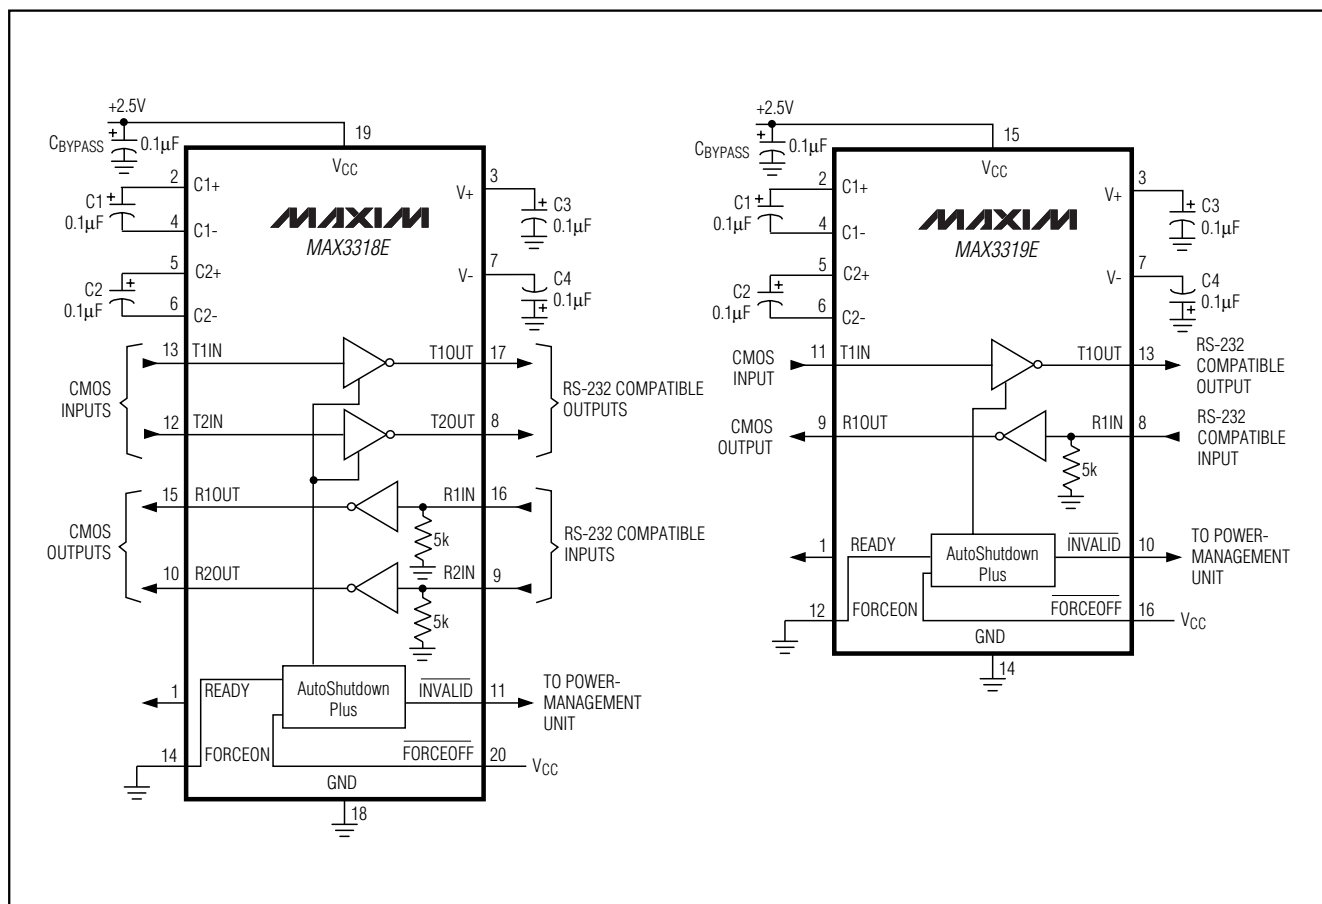 +2.5V
CBYPASS
+
0.1µF
19
VCC
2
C1+
C1
+
0.1µF
4
C1-
5
C2+
C2
+
0.1µF
6
C2-
MAXIM
MAX3318E
3
V+
+
C3
0.1µF
7
V-
C4
0.1µF
+
CMOS
INPUTS
13
T1IN
T1OUT
17
12
T2IN
T2OUT
8
RS-232 COMPATIBLE
OUTPUTS
CMOS
OUTPUTS
15
R1OUT
R1IN
16
5k
10
R2OUT
R2IN
9
5k
RS-232 COMPATIBLE
INPUTS
1
READY
AutoShutdown
Plus
INVALID
11
TO POWER-
MANAGEMENT
UNIT
14
FORCEON
FORCEOFF
20
VCC
GND
18
+2.5V
CBYPASS
+
0.1µF
15
VCC
2
C1+
C1
+
0.1µF
4
C1-
5
C2+
C2
+
0.1µF
6
C2-
MAXIM
MAX3319E
3
V+
+
C3
0.1µF
7
V-
C4
0.1µF
+
CMOS
INPUT
11
T1IN
T1OUT
13
RS-232
COMPATIBLE
OUTPUT
CMOS
OUTPUT
9
R1OUT
R1IN
8
RS-232
COMPATIBLE
INPUT
5k
1
READY
AutoShutdown
Plus
INVALID
10
TO POWER-
MANAGEMENT
UNIT
12
FORCEON
FORCEOFF
16
VCC
GND
14